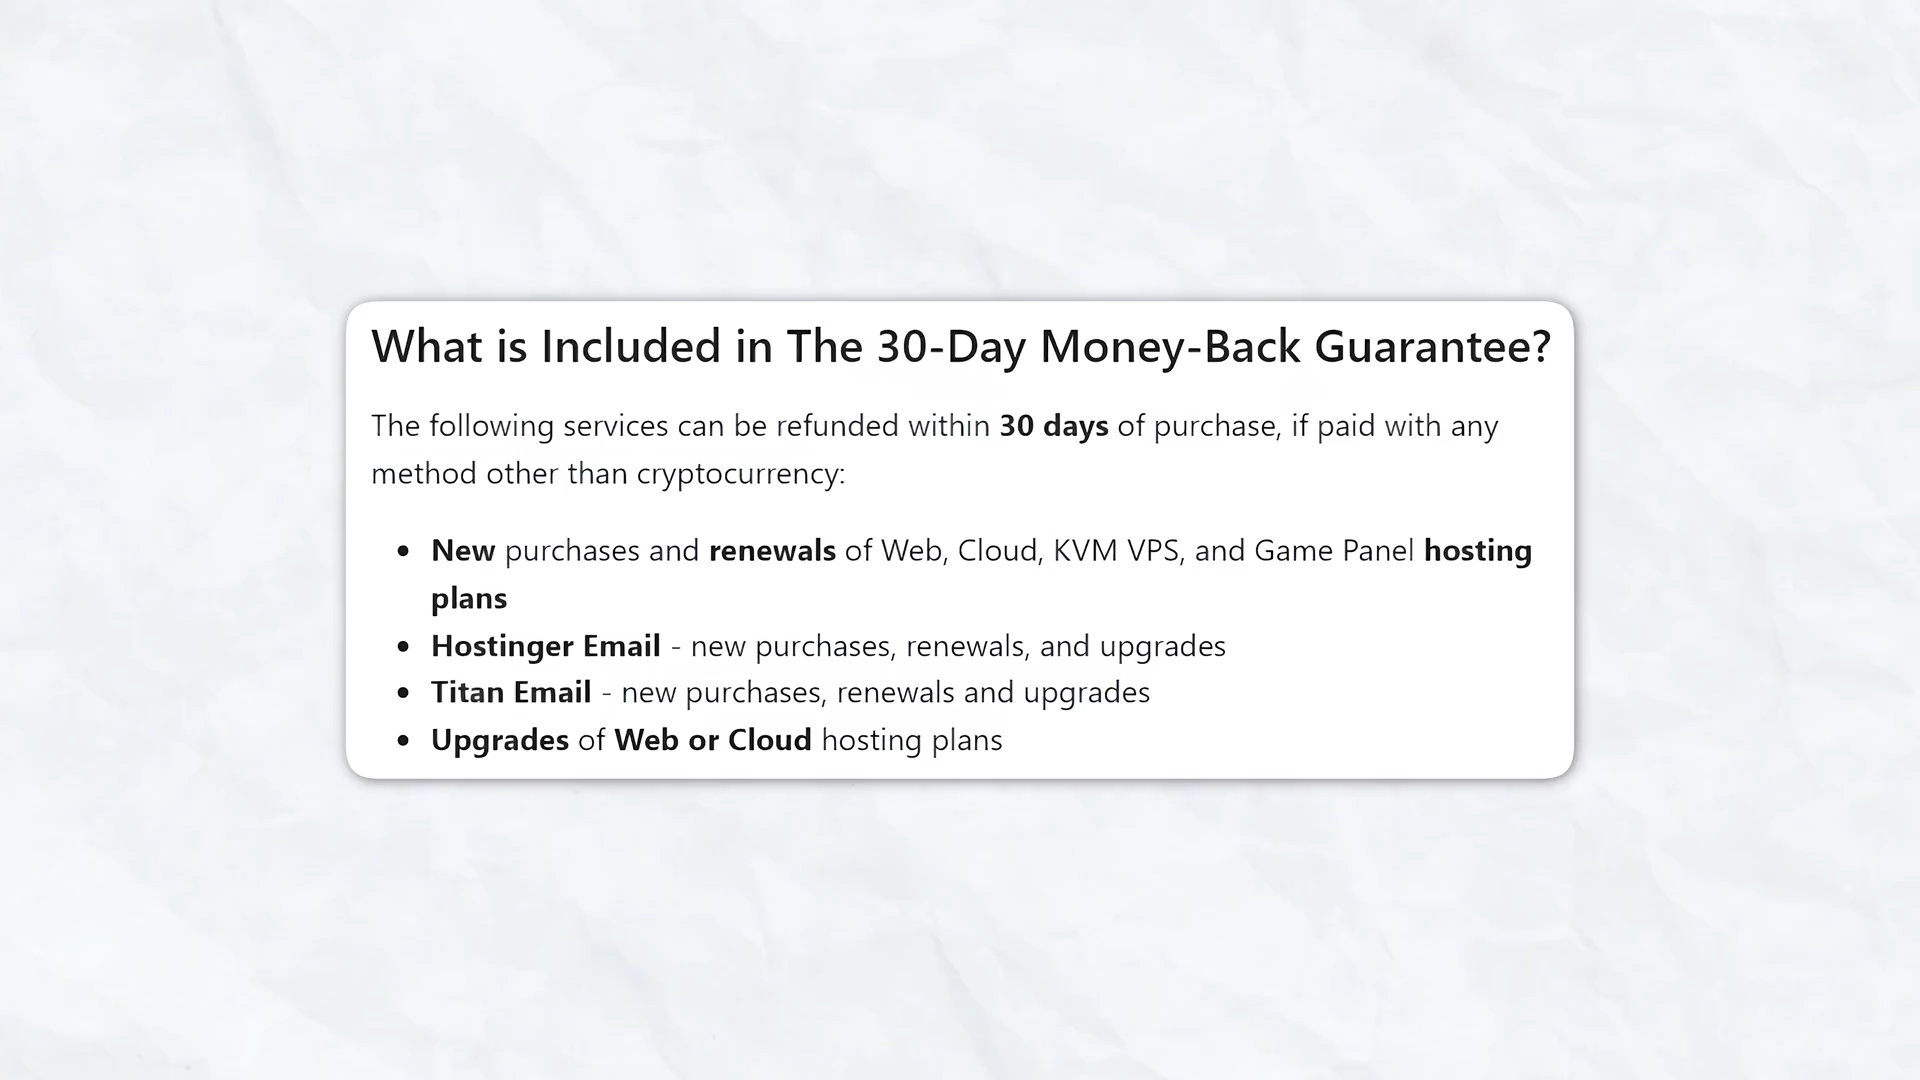 What is Included in The 30-Day Money-Back Guarantee?
The following services can be refunded within 30 days of purchase, if paid with any
method other than cryptocurrency:
• New purchases and renewals of Web, Cloud, KVM VPS, and Game Panel hosting
plans
• Hostinger Email - new purchases, renewals, and upgrades
• Titan Email - new purchases, renewals and upgrades
• Upgrades of Web or Cloud hosting plans